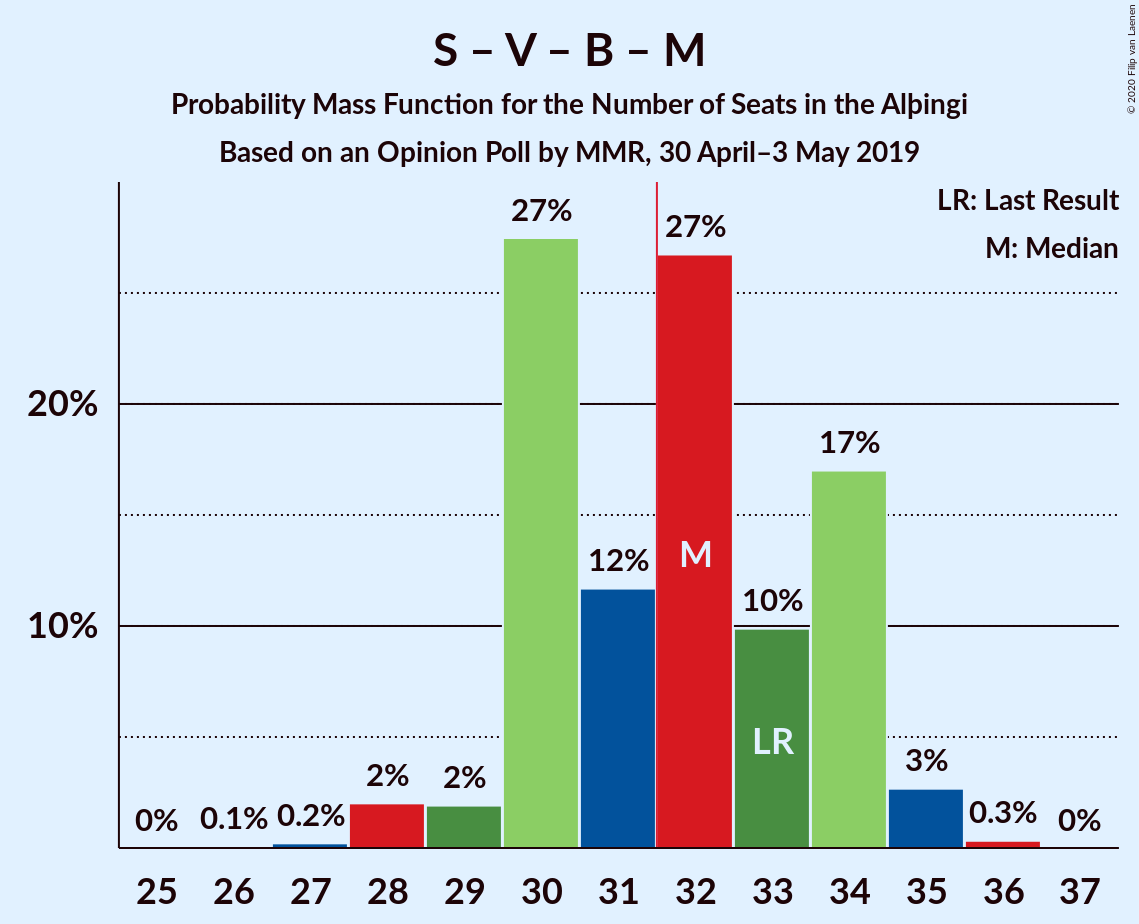 S – V – B – M
Probability Mass Function for the Number of Seats in the Alþingi
Based on an Opinion Poll by MMR, 30 April–3 May 2019
© 2020 Filip van Laenen
LR: Last Result
M: Median
27%
27%
20%
17%
12%
M
10%
10%
LR
3%
2%
2%
0%
0.1%
0.2%
0.3%
0%
25 26 27 28 29 30 31 32 33 34 35 36 37